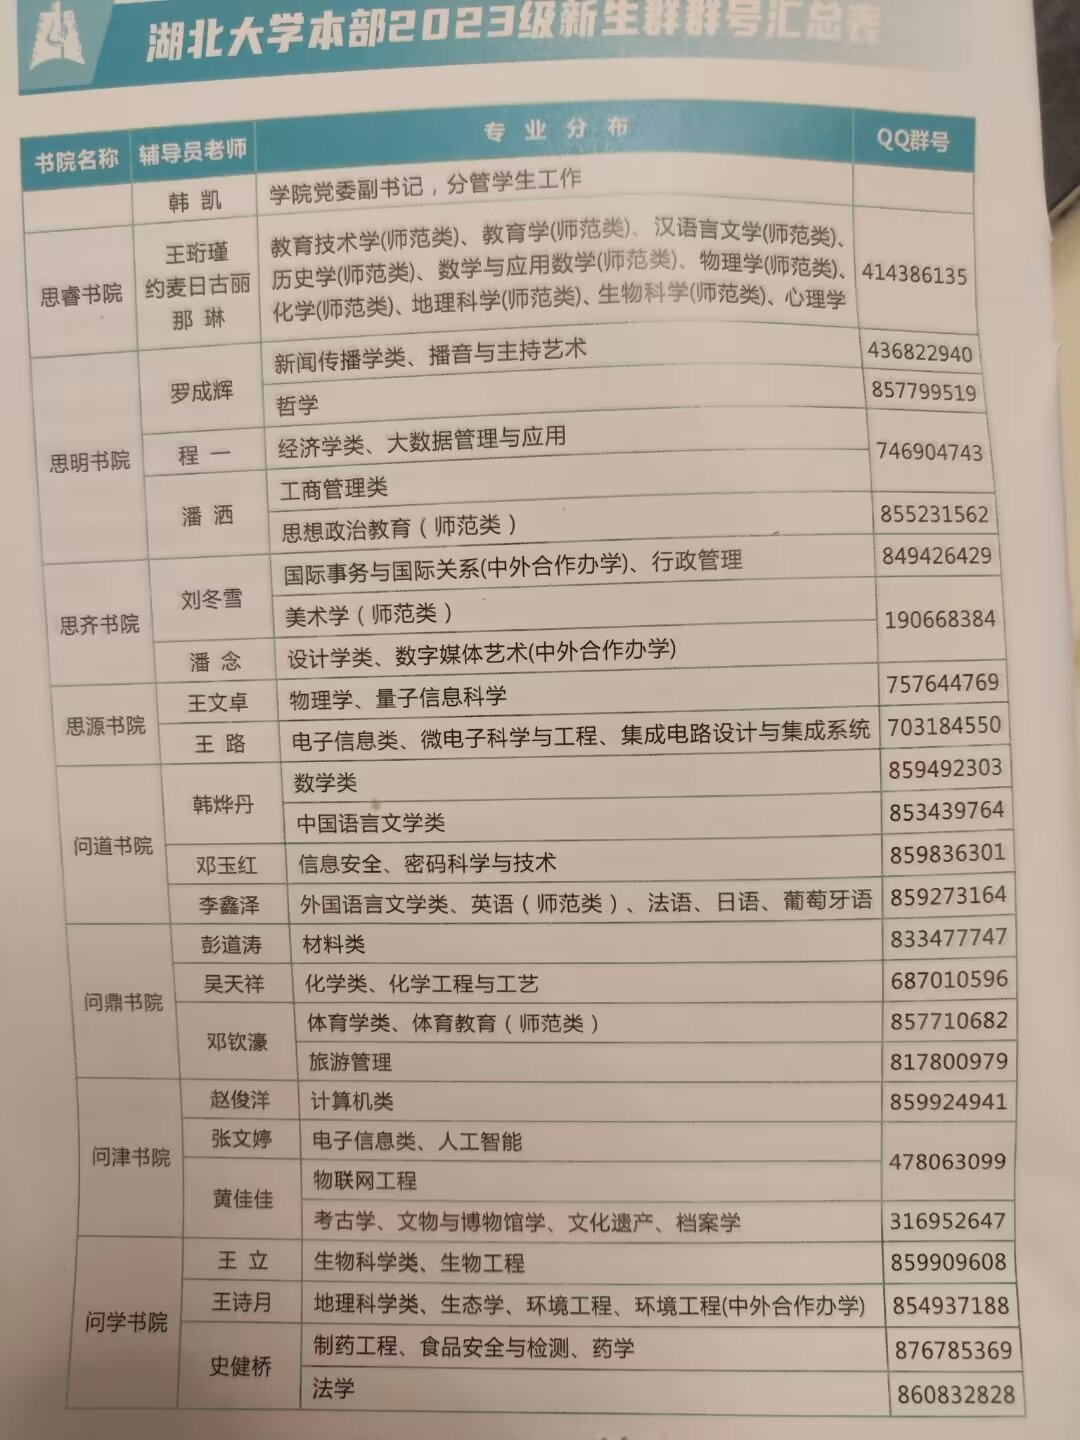 湖北大学本部2023级新生群群号汇总表
书院名称 辅导员老师 专业分布 QQ群号
韩凯 学院党委副书记，分管学生工作
思睿书院 王珩瑾 约麦日古丽 那琳 教育技术学(师范类)、教育学(师范类)、汉语言文学(师范类)、
历史学(师范类)、数学与应用数学(师范类)、物理学(师范类)、
化学(师范类)、地理科学(师范类)、生物科学(师范类)、心理学 414386135
思明书院 罗成辉 新闻传播学类、播音与主持艺术 436822940
哲学 857799519
程一 经济学类、大数据管理与应用 746904743
潘洒 工商管理类
思想政治教育（师范类） 855231562
思齐书院 刘冬雪 国际事务与国际关系(中外合作办学)、行政管理 849426429
美术学（师范类） 190668384
潘念 设计学类、数字媒体艺术(中外合作办学)
思源书院 王文卓 物理学、量子信息科学 757644769
王路 电子信息类、微电子科学与工程、集成电路设计与集成系统 703184550
问道书院 韩烨丹 数学类 859492303
中国语言文学类 853439764
邓玉红 信息安全、密码科学与技术 859836301
李鑫泽 外国语言文学类、英语（师范类）、法语、日语、葡萄牙语 859273164
问鼎书院 彭道涛 材料类 833477747
吴天祥 化学类、化学工程与工艺 687010596
邓钦濠 体育学类、体育教育（师范类） 857710682
旅游管理 817800979
问津书院 赵俊洋 计算机类 859924941
张文婷 电子信息类、人工智能 478063099
黄佳佳 物联网工程
考古学、文物与博物馆学、文化遗产、档案学 316952647
问学书院 王立 生物科学类、生物工程 859909608
王诗月 地理科学类、生态学、环境工程、环境工程(中外合作办学) 854937188
史健桥 制药工程、食品安全与检测、药学 876785369
法学 860832828